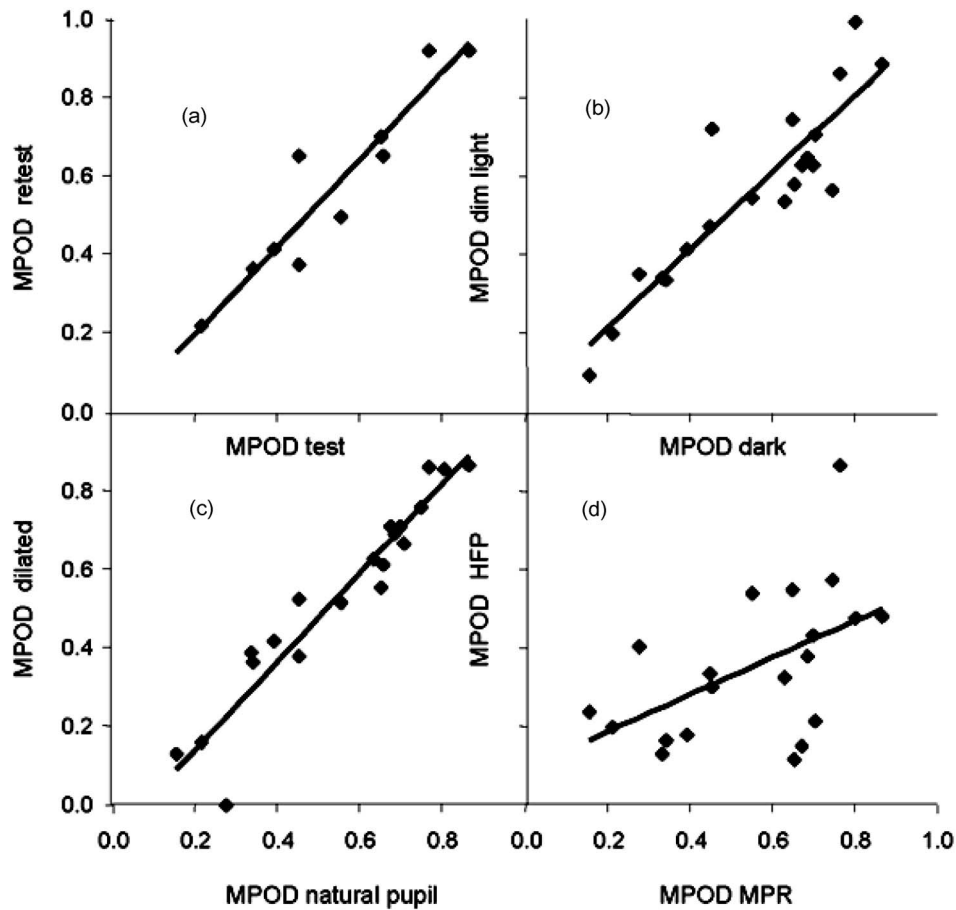 1.0
0.8
0.6
0.4
0.2
0.0
MPOD retest
(a)
MPOD test
MPOD dim light
(b)
MPOD dark
0.8
0.6
0.4
0.2
0.0
MPOD dilated
(c)
0.0 0.2 0.4 0.6 0.8
MPOD natural pupil
MPOD HFP
(d)
0.0 0.2 0.4 0.6 0.8 1.0
MPOD MPR